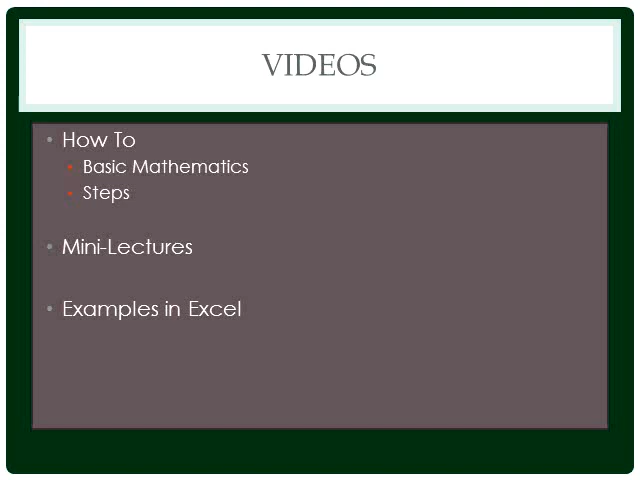 VIDEOS
• How To
• Basic Mathematics
• Steps
• Mini-Lectures
• Examples in Excel